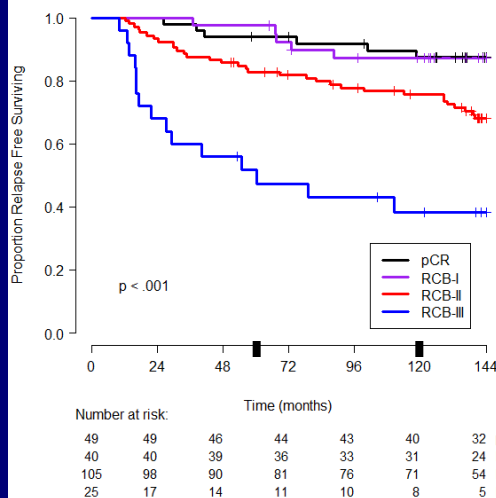 Proportion Relapse Free Surviving
1.0
0.8
0.6
0.4
0.2
0.0
p < .001
pCR
RCB-I
RCB-II
RCB-III
0 24 48 72 96 120 144
Time (months)
Number at risk:
49 49 46 44 43 40 32
40 40 39 36 33 31 24
105 98 90 81 76 71 54
25 17 14 11 10 8 5